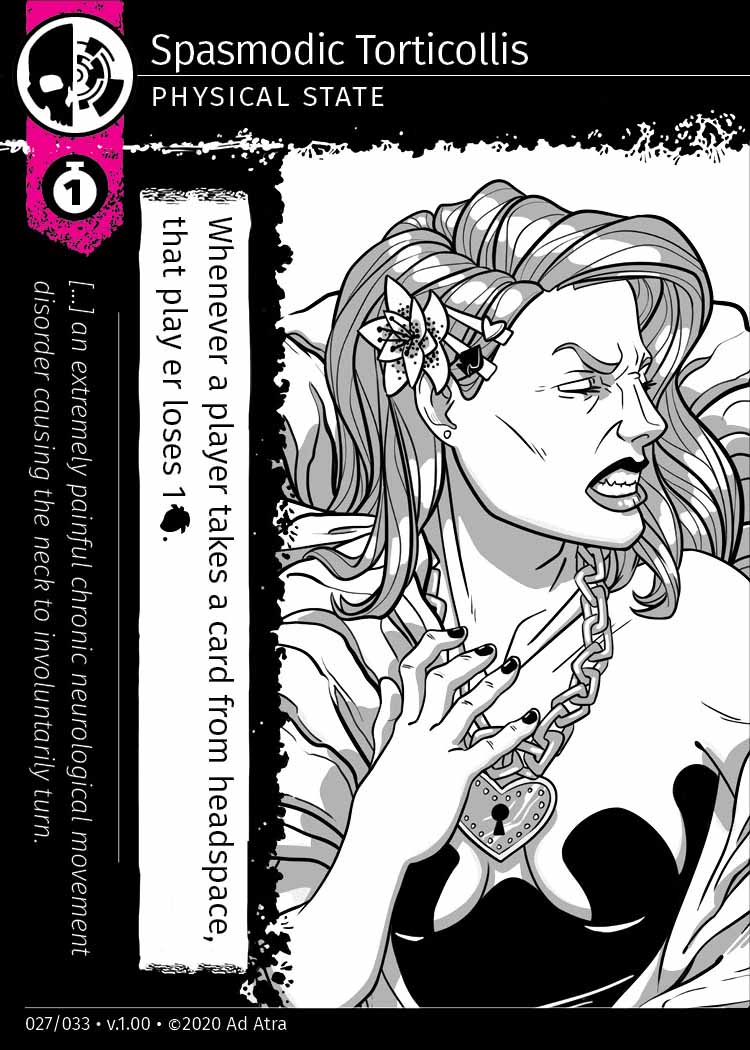 Spasmodic Torticollis
PHYSICAL STATE
1
Whenever a player takes a card from headspace,
that play er loses 1.
[...] an extremely painful chronic neurological movement
disorder causing the neck to involuntarily turn.
027/033 • v.1.00 • ©2020 Ad Atra